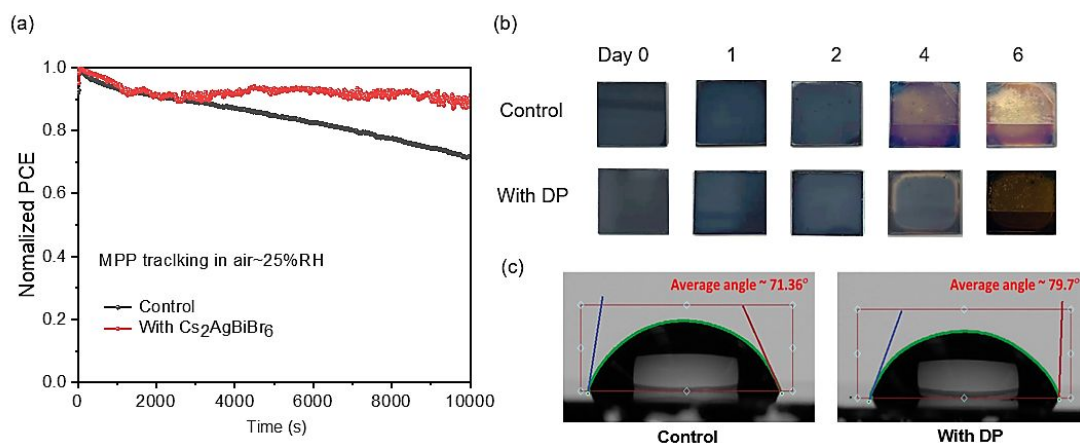 (a)
1.0
0.8
0.6
0.4
0.2
0.0
Nomalized PCE
MPP traclking in air~25%RH
Control
With Cs2AgBiBr6
0 2000 4000 6000 8000 10000
Time (s)
(b)
Day 0 1 2 4 6
Control
With DP
(c)
Average angle ~ 71.36°
Average angle ~ 79.7°
Control
With DP